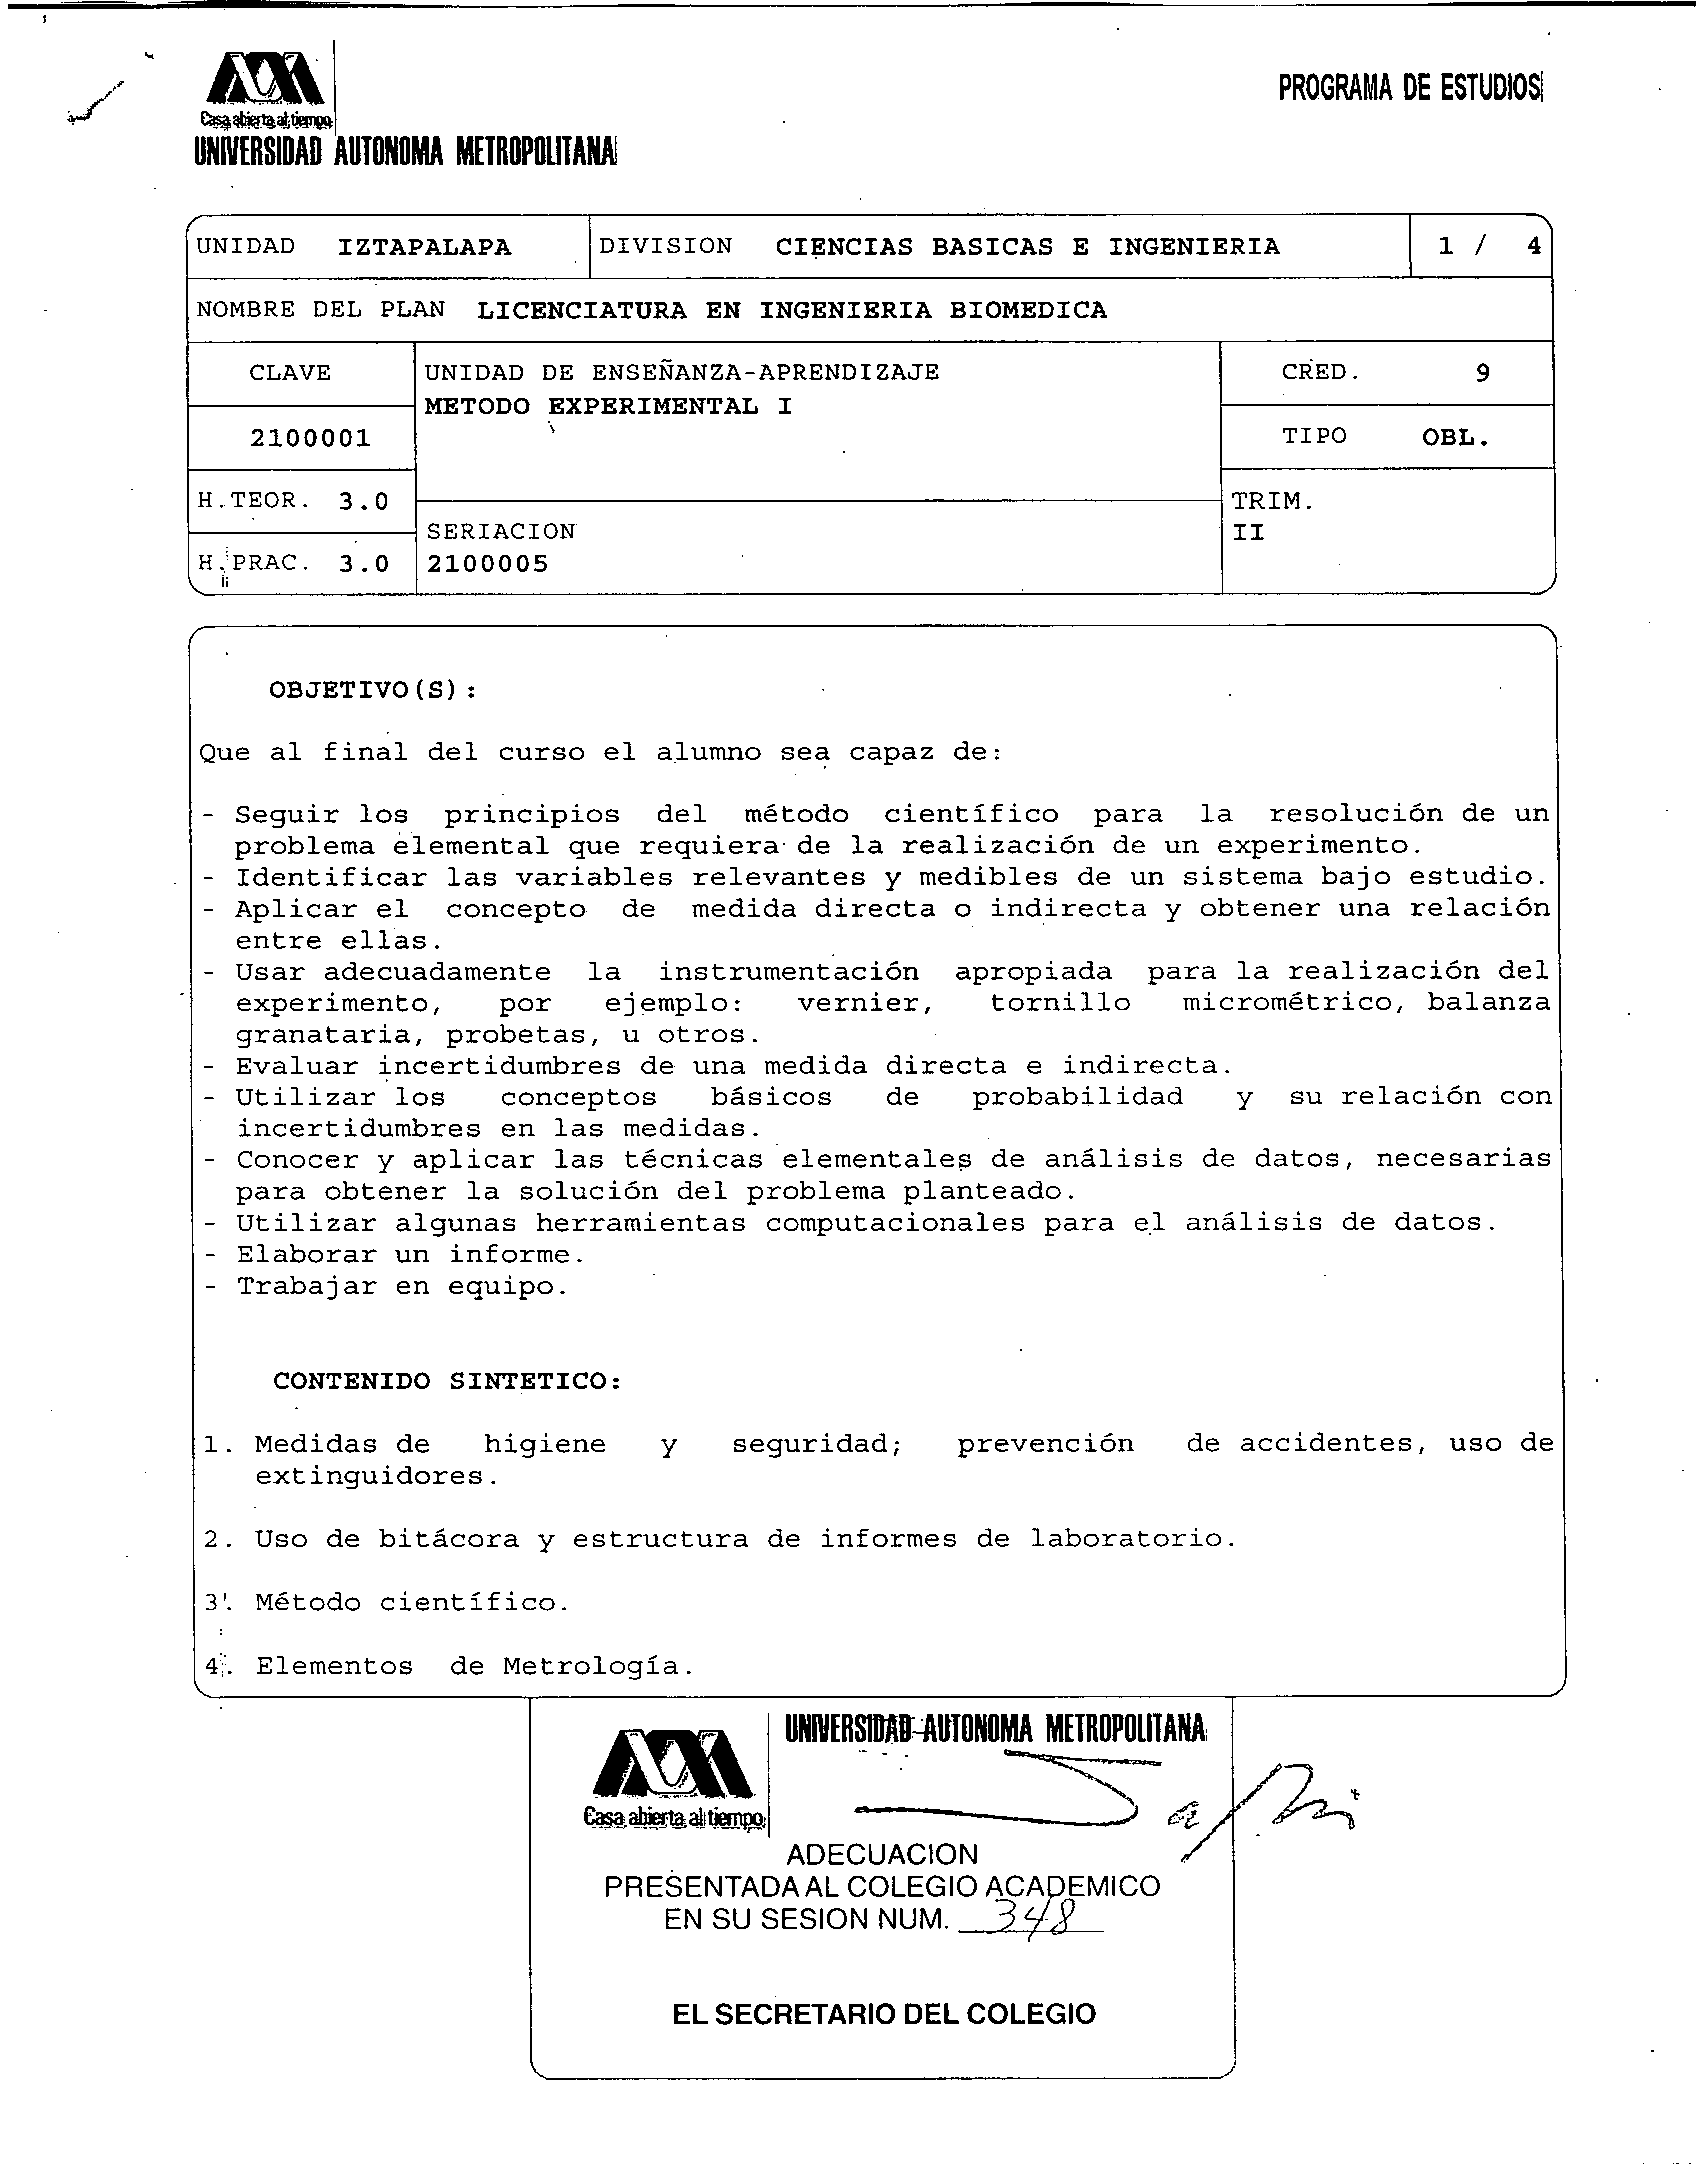 PROGRAMA DE ESTUDIOS
Casa abierta al tiempo
UNIVERSIDAD AUTONOMA METROPOLITANA
UNIDAD IZTAPALAPA DIVISION CIENCIAS BASICAS E INGENIERIA 1 / 4
NOMBRE DEL PLAN LICENCIATURA EN INGENIERIA BIOMEDICA
CLAVE UNIDAD DE ENSEÑANZA-APRENDIZAJE CRED. 9
METODO EXPERIMENTAL I
2100001 TIPO OBL.
H.TEOR. 3.0 TRIM.
SERIACION II
H.PRAC. 3.0 2100005
OBJETIVO(S):
Que al final del curso el alumno sea capaz de:
- Seguir los principios del método científico para la resolución de un
problema elemental que requiera de la realización de un experimento.
- Identificar las variables relevantes y medibles de un sistema bajo estudio.
- Aplicar el concepto de medida directa o indirecta y obtener una relación
entre ellas.
- Usar adecuadamente la instrumentación apropiada para la realización del
experimento, por ejemplo: vernier, tornillo micrométrico, balanza
granataria, probetas, u otros.
- Evaluar incertidumbres de una medida directa e indirecta.
- Utilizar los conceptos básicos de probabilidad y su relación con
incertidumbres en las medidas.
- Conocer y aplicar las técnicas elementales de análisis de datos, necesarias
para obtener la solución del problema planteado.
- Utilizar algunas herramientas computacionales para el análisis de datos.
- Elaborar un informe.
- Trabajar en equipo.
CONTENIDO SINTETICO:
1. Medidas de higiene y seguridad; prevención de accidentes, uso de
extinguidores.
2. Uso de bitácora y estructura de informes de laboratorio.
3. Método científico.
4. Elementos de Metrología.
UNIVERSIDAD AUTONOMA METROPOLITANA
Casa abierta al tiempo
ADECUACION
PRESENTADA AL COLEGIO ACADEMICO
EN SU SESION NUM. 348
EL SECRETARIO DEL COLEGIO